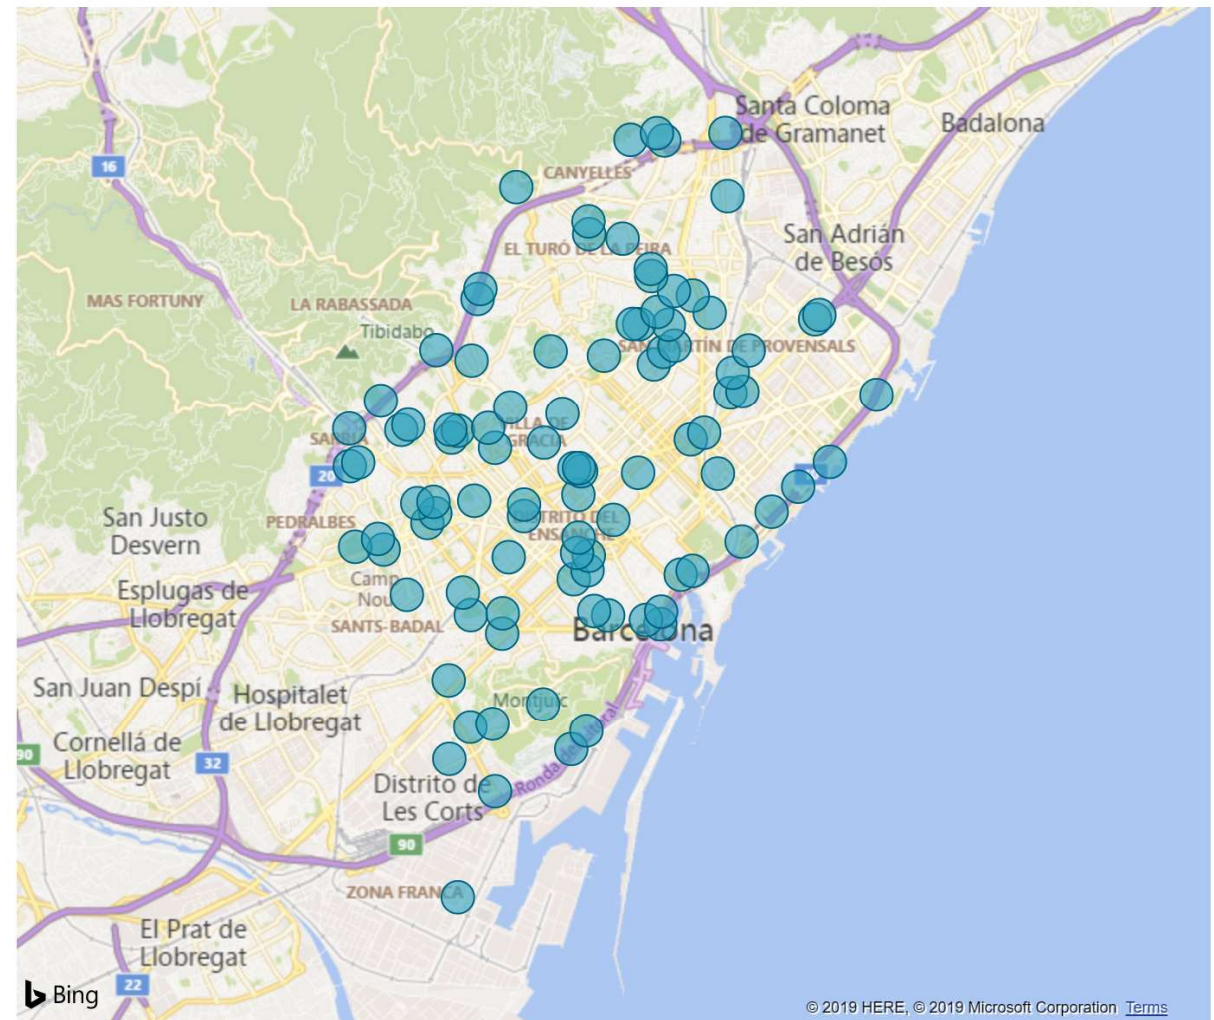 Santa Coloma
de Gramanet
Badalona
16
CANYELLES
San Adrián
de Besós
EL TURÓ DE LA PEIRA
MAS FORTUNY
LA RABASSADA
Tibidabo
SAN MARTÍN DE PROVENSALS
VILLA DE
GRACIA
SARRIA
20
San Justo
Desvern
PEDRALBES
DISTRITO DEL
ENSANCHE
Camp
Nou
Esplugas de
Llobregat
SANTS-BADAL
Barcelona
San Juan Despí
Hospitalet
de Llobregat
Montjuic
Cornellá de
Llobregat
90
32
Distrito de
Les Corts
Ronda del Litoral
90
ZONA FRANCA
El Prat de
Llobregat
22
Bing
© 2019 HERE, © 2019 Microsoft Corporation Terms